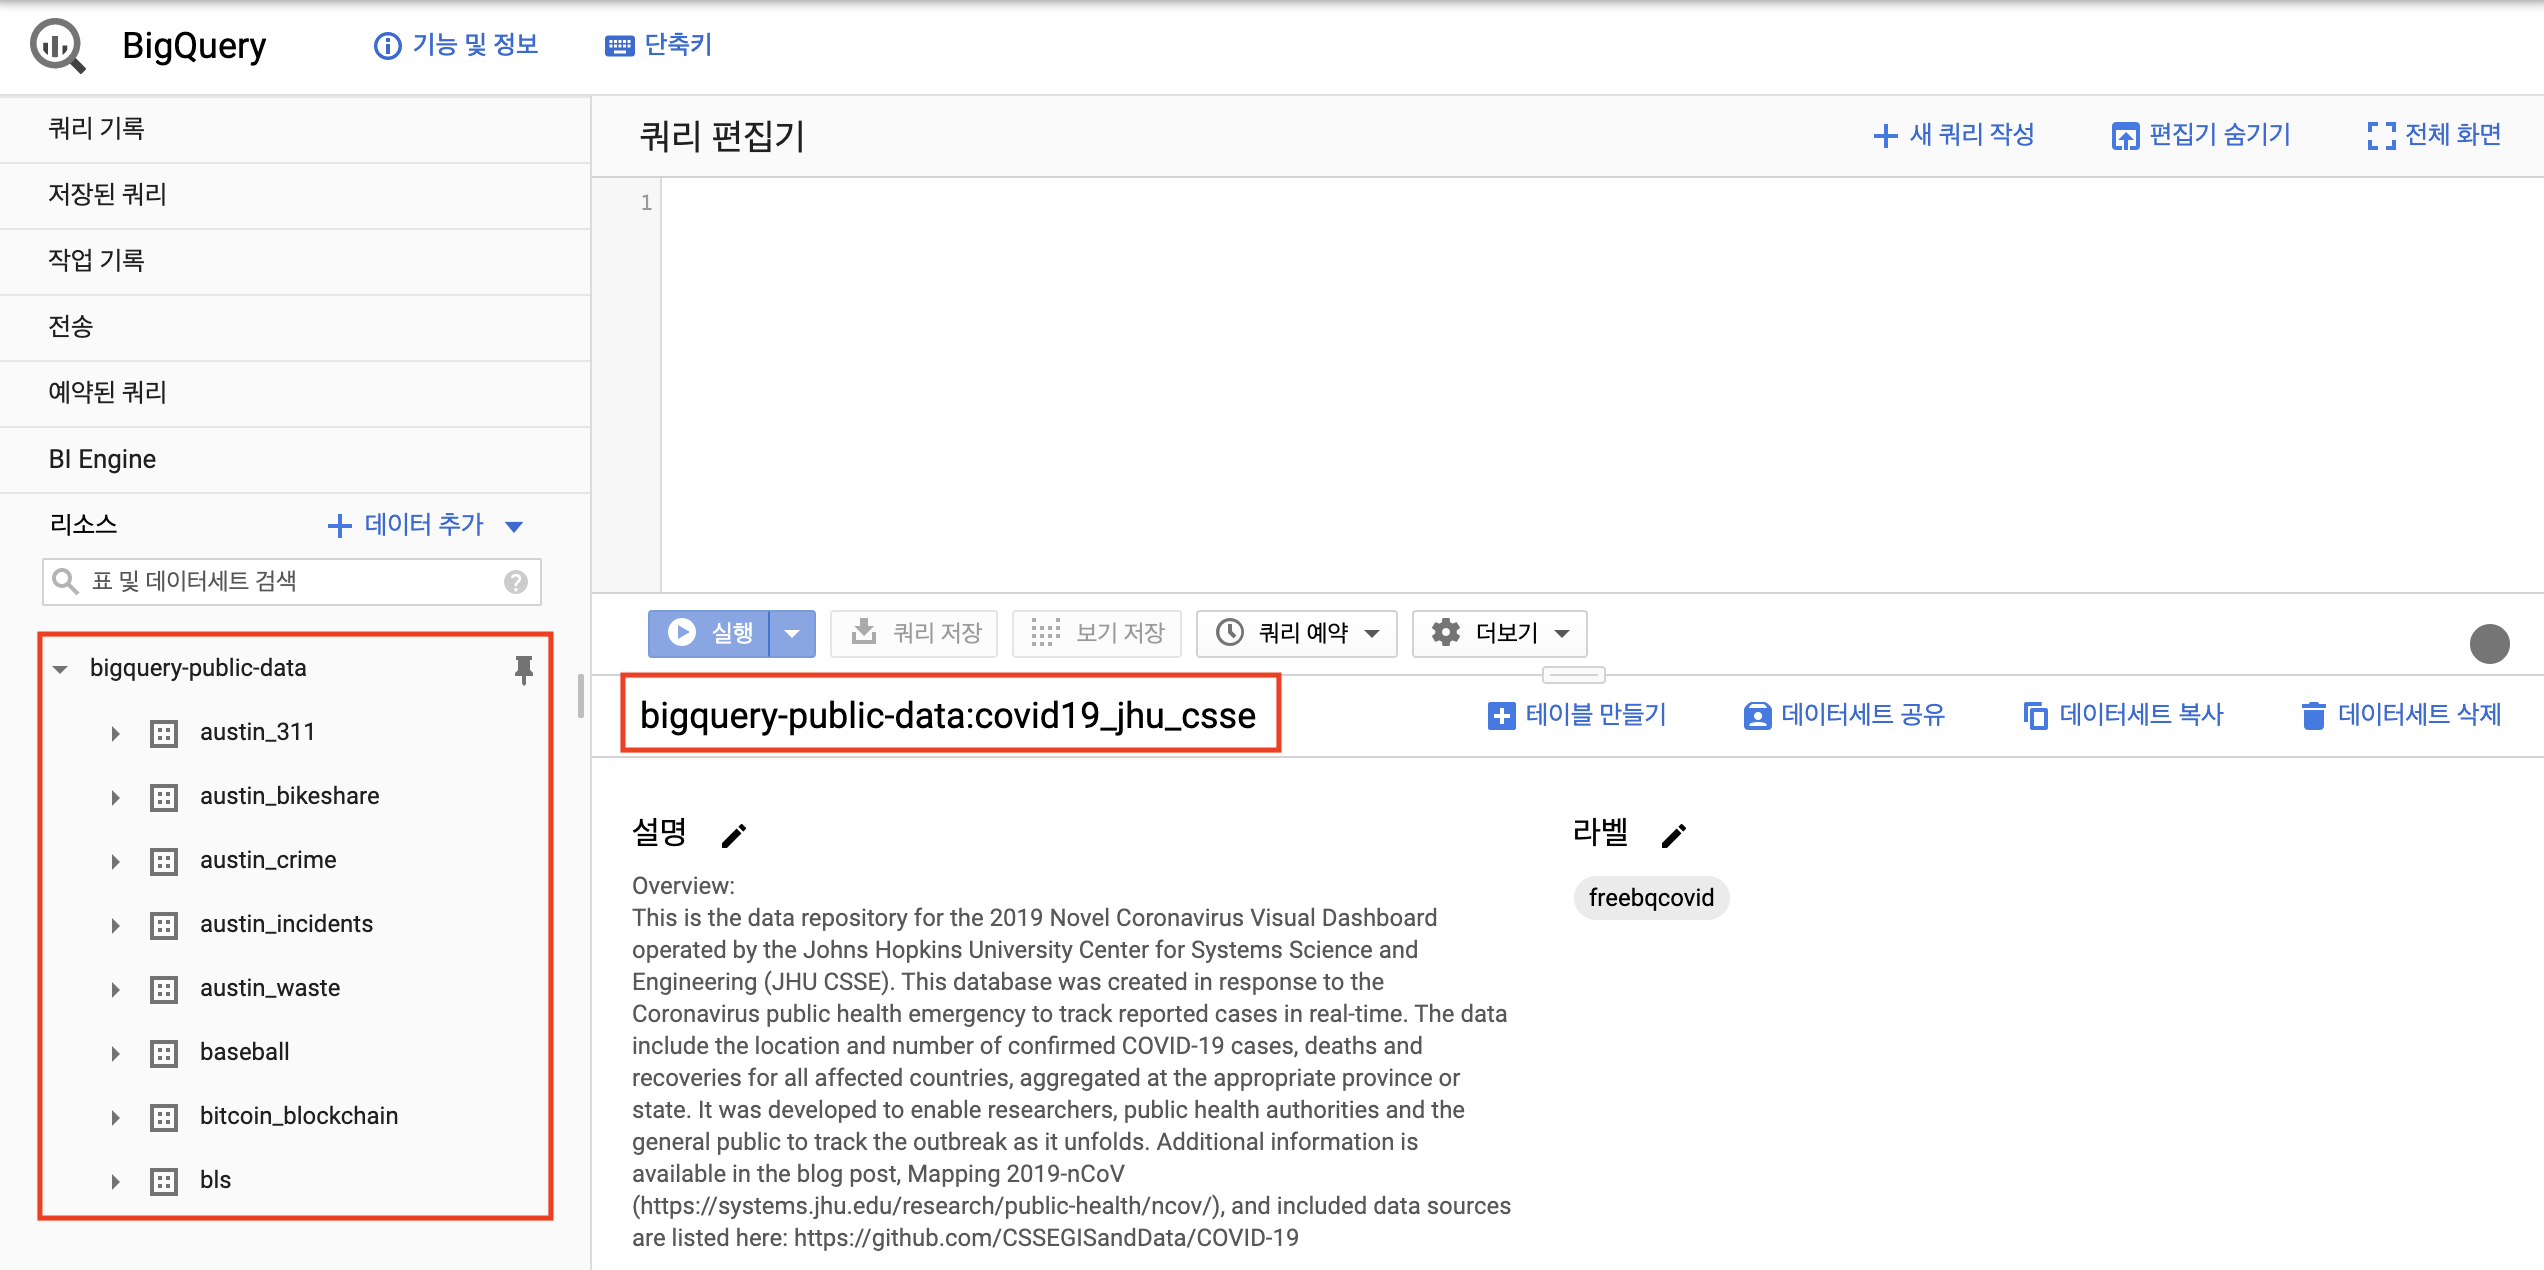 BigQuery
기능 및 정보
단축키
쿼리 기록
저장된 쿼리
작업 기록
전송
예약된 쿼리
BI Engine
리소스
데이터 추가
표 및 데이터세트 검색
bigquery-public-data
austin_311
austin_bikeshare
austin_crime
austin_incidents
austin_waste
baseball
bitcoin_blockchain
bls
쿼리 편집기
새 쿼리 작성
편집기 숨기기
전체 화면
1
실행
쿼리 저장
보기 저장
쿼리 예약
더보기
bigquery-public-data:covid19_jhu_csse
테이블 만들기
데이터세트 공유
데이터세트 복사
데이터세트 삭제
설명
Overview:
This is the data repository for the 2019 Novel Coronavirus Visual Dashboard
operated by the Johns Hopkins University Center for Systems Science and
Engineering (JHU CSSE). This database was created in response to the
Coronavirus public health emergency to track reported cases in real-time. The data
include the location and number of confirmed COVID-19 cases, deaths and
recoveries for all affected countries, aggregated at the appropriate province or
state. It was developed to enable researchers, public health authorities and the
general public to track the outbreak as it unfolds. Additional information is
available in the blog post, Mapping 2019-nCoV
(https://systems.jhu.edu/research/public-health/ncov/), and included data sources
are listed here: https://github.com/CSSEGISandData/COVID-19
라벨
freebqcovid